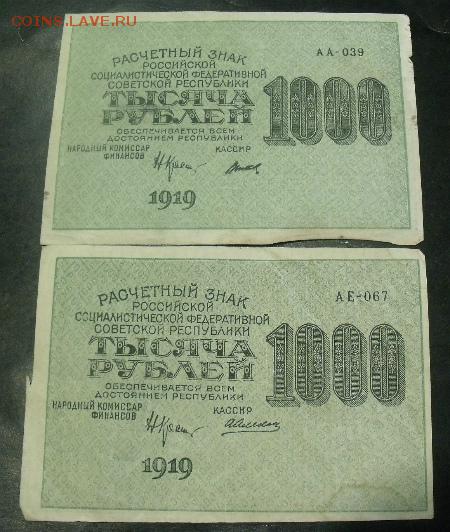 COINS.LAVE.RU
РАСЧЕТНЫЙ ЗНАК
АА-039
РОССИЙСКОЙ
СОЦИАЛИСТИЧЕСКОЙ ФЕДЕРАТИВНОЙ
СОВЕТСКОЙ РЕСПУБЛИКИ
ТЫСЯЧА
РУБЛЕЙ
1000
ОБЕСПЕЧИВАЕТСЯ ВСЕМ
ДОСТОЯНИЕМ РЕСПУБЛИКИ
НАРОДНЫЙ КОМИССАР
ФИНАНСОВ
КАССИР
1919
РАСЧЕТНЫЙ ЗНАК
АЕ-067
РОССИЙСКОЙ
СОЦИАЛИСТИЧЕСКОЙ ФЕДЕРАТИВНОЙ
СОВЕТСКОЙ РЕСПУБЛИКИ
ТЫСЯЧА
РУБЛЕЙ
1000
ОБЕСПЕЧИВАЕТСЯ ВСЕМ
ДОСТОЯНИЕМ РЕСПУБЛИКИ
НАРОДНЫЙ КОМИССАР
ФИНАНСОВ
КАССИР
1919